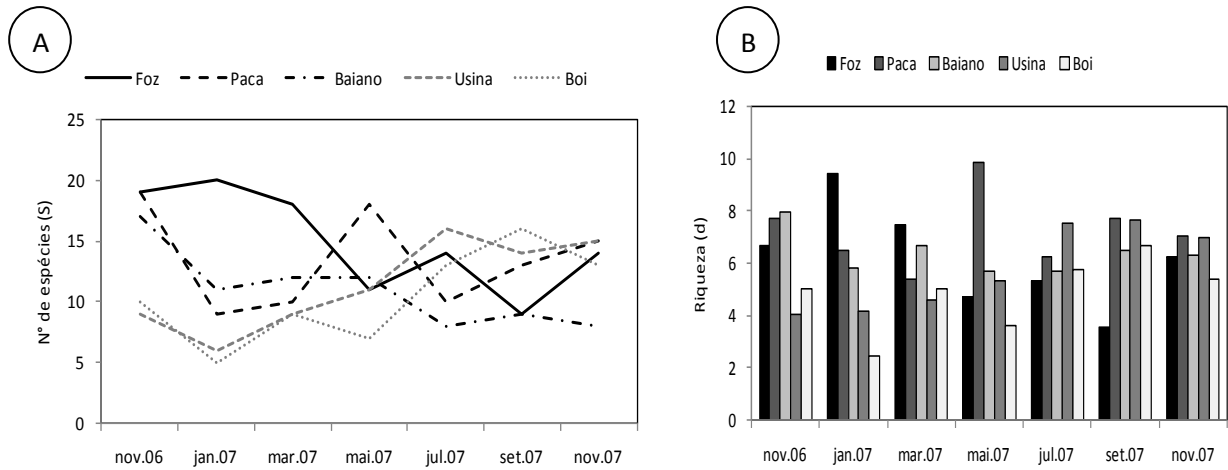 A
Foz Paca Baiano Usina Boi
N° de espécies (S)
25
20
15
10
5
0
nov.06 jan.07 mar.07 mai.07 jul.07 set.07 nov.07
B
Foz Paca Baiano Usina Boi
Riqueza (d)
12
10
8
6
4
2
0
nov.06 jan.07 mar.07 mai.07 jul.07 set.07 nov.07